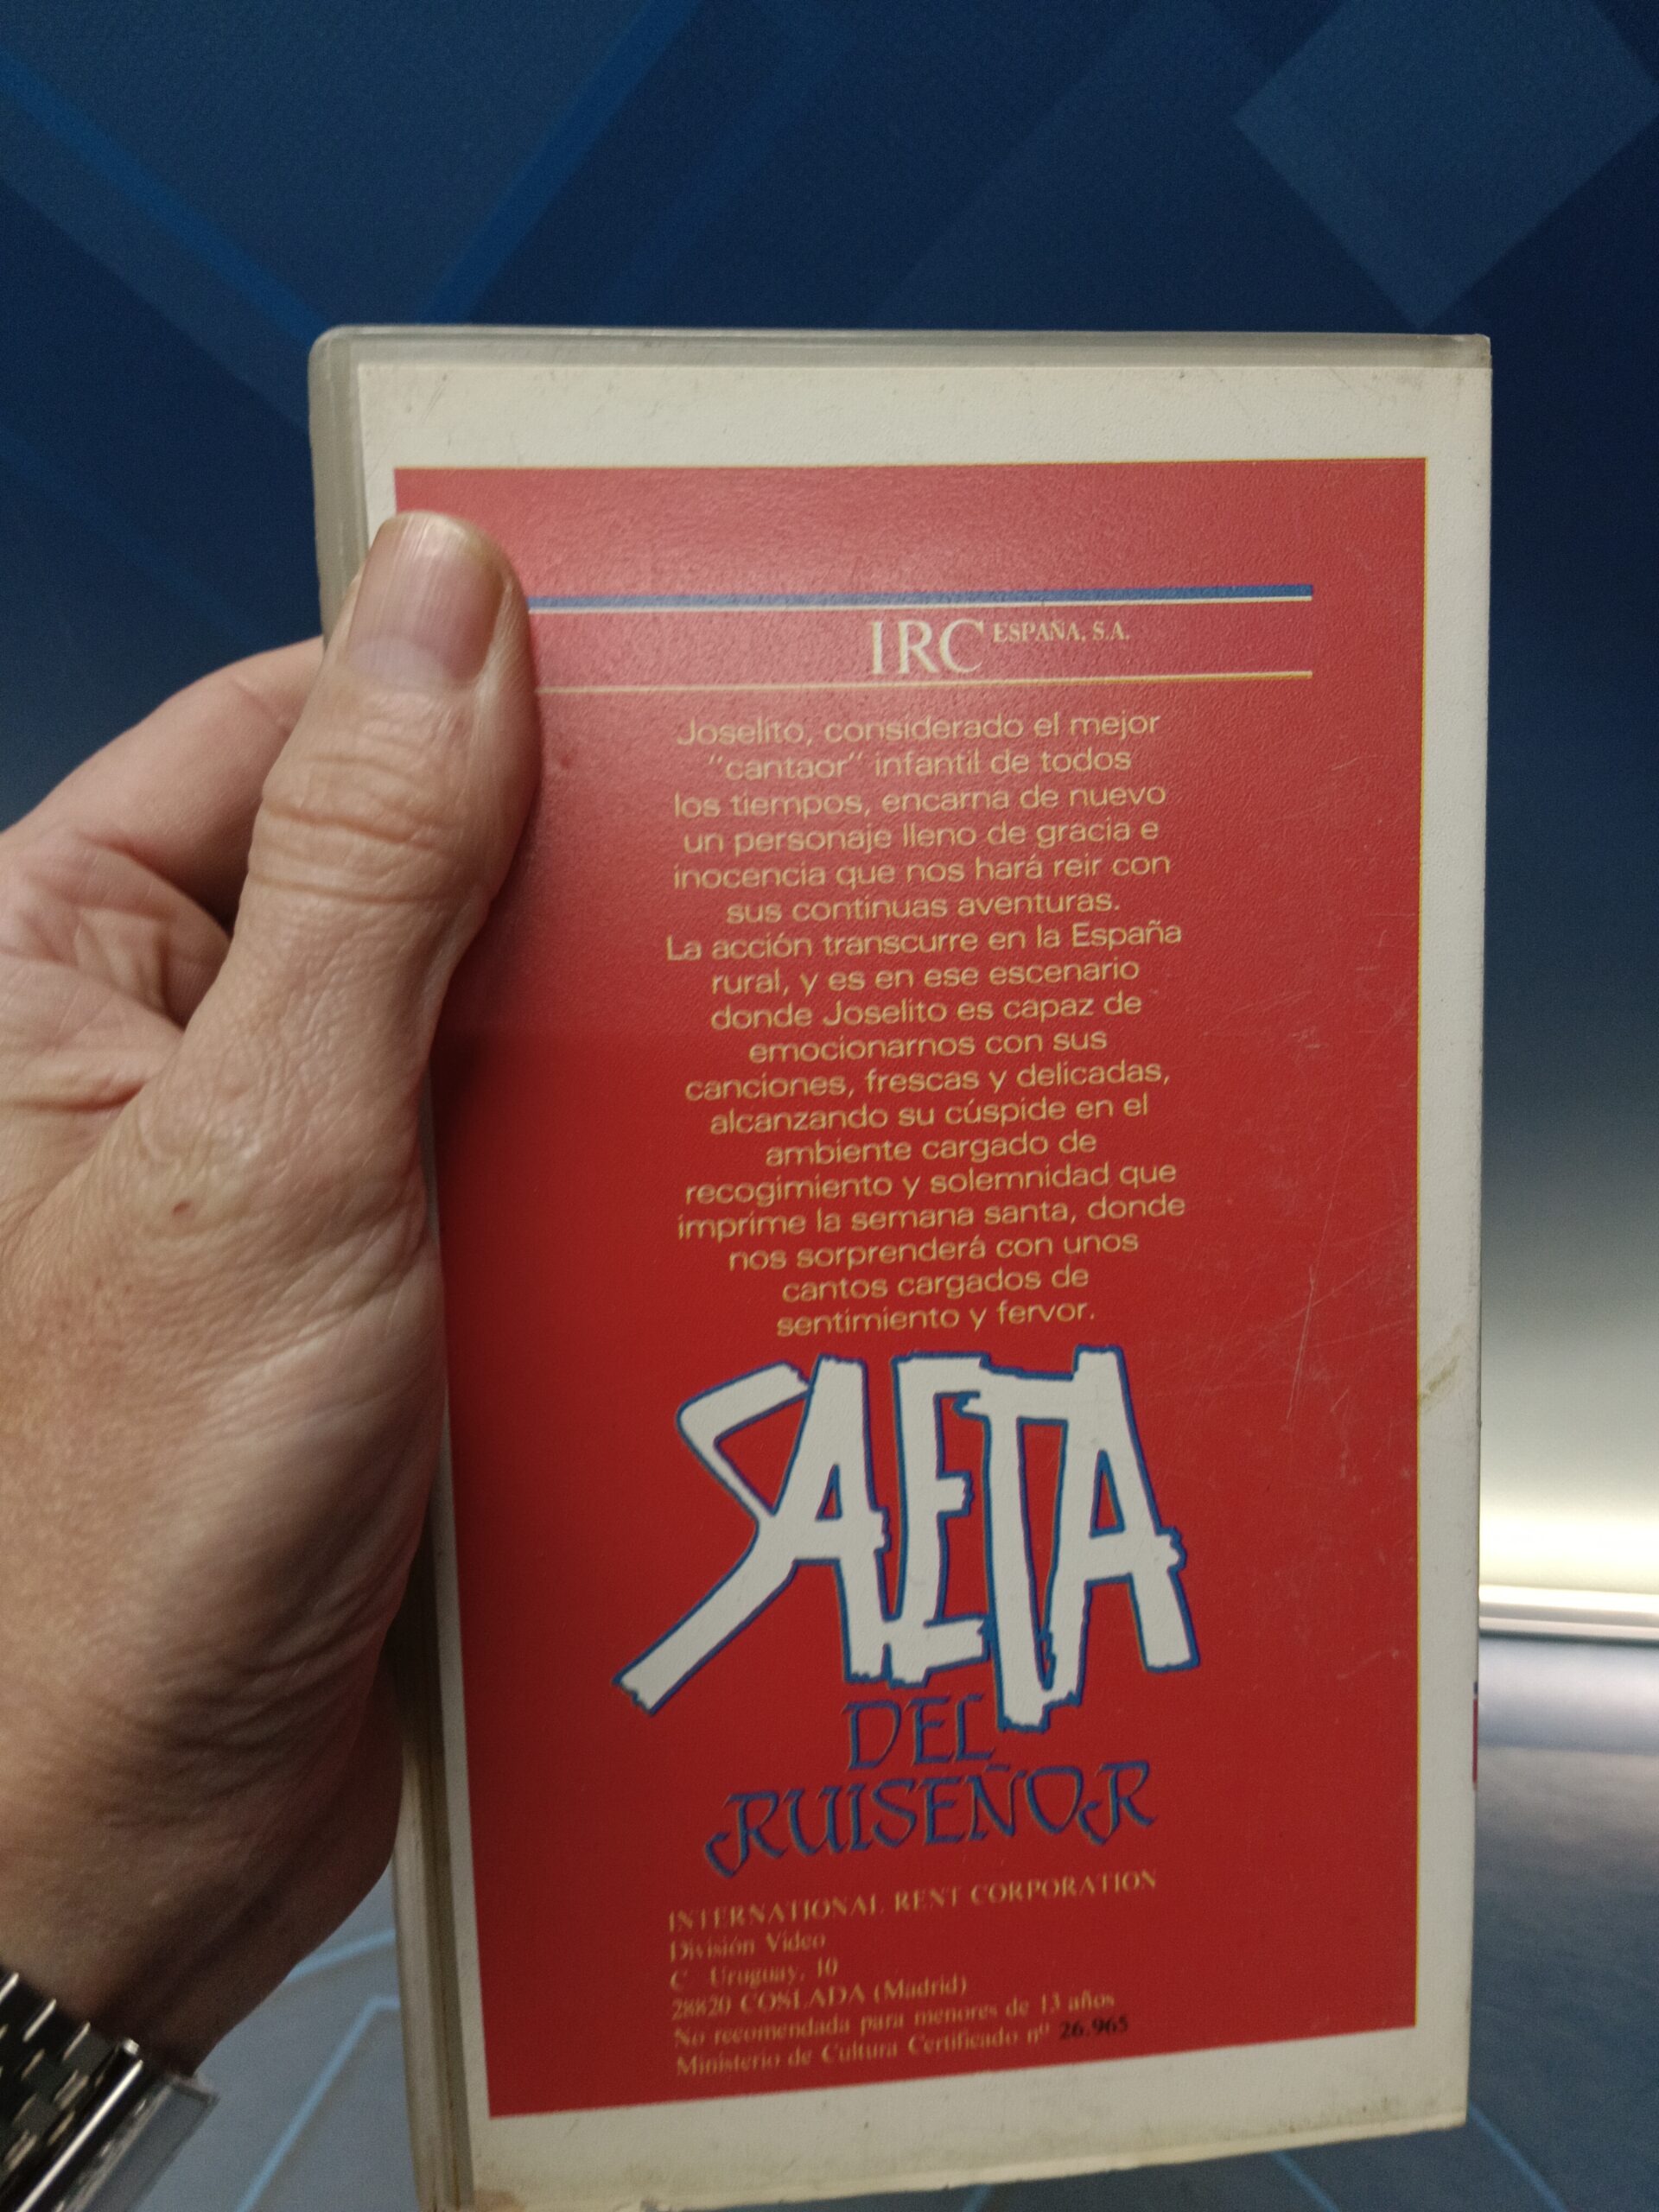 IRC ESPAÑA, S.A.
Joselito, considerado el mejor
"cantaor" infantil de todos
los tiempos, encarna de nuevo
un personaje lleno de gracia e
inocencia que nos hará reir con
sus continuas aventuras.
La acción transcurre en la España
rural, y es en ese escenario
donde Joselito es capaz de
emocionarnos con sus
canciones, frescas y delicadas,
alcanzando su cúspide en el
ambiente cargado de
recogimiento y solemnidad que
imprime la semana santa, donde
nos sorprenderá con unos
cantos cargados de
sentimiento y fervor.
SAETA
DEL
RUISEÑOR
INTERNATIONAL RENT CORPORATION
División Vídeo
C Uruguay, 10
28820 COSLADA (Madrid)
No recomendada para menores de 13 años
Ministerio de Cultura Certificado nº 26.965